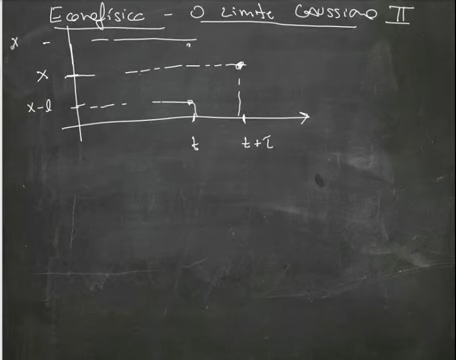 Econofísica - O Limite Gaussiano II
x
x
x-l
t t+τ